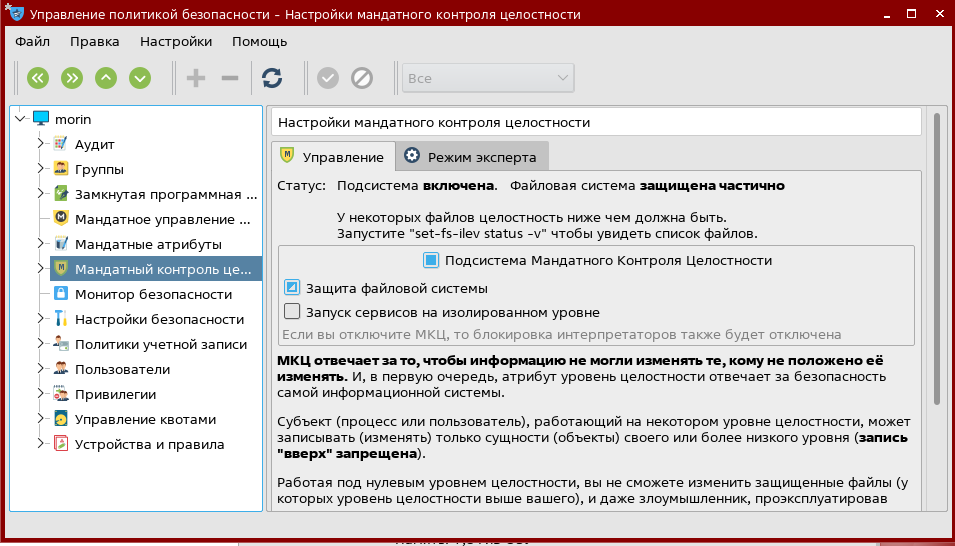 Управление политикой безопасности – Настройки мандатного контроля целостности
Файл Правка Настройки Помощь
Все
morin
Аудит
Группы
Замкнутая программная ...
Мандатное управление ...
Мандатные атрибуты
Мандатный контроль це...
Монитор безопасности
Настройки безопасности
Политики учетной записи
Пользователи
Привилегии
Управление квотами
Устройства и правила
Настройки мандатного контроля целостности
Управление Режим эксперта
Статус: Подсистема включена. Файловая система защищена частично
У некоторых файлов целостность ниже чем должна быть.
Запустите "set-fs-ilev status -v" чтобы увидеть список файлов.
Подсистема Мандатного Контроля Целостности
Защита файловой системы
Запуск сервисов на изолированном уровне
Если вы отключите МКЦ, то блокировка интерпретаторов также будет отключена
МКЦ отвечает за то, чтобы информацию не могли изменять те, кому не положено её
изменять. И, в первую очередь, атрибут уровень целостности отвечает за безопасность
самой информационной системы.
Субъект (процесс или пользователь), работающий на некотором уровне целостности, может
записывать (изменять) только сущности (объекты) своего или более низкого уровня (запись
"вверх" запрещена).
Работая под нулевым уровнем целостности, вы не сможете изменить защищенные файлы (у
которых уровень целостности выше вашего), и даже злоумышленник, проэксплуатировав